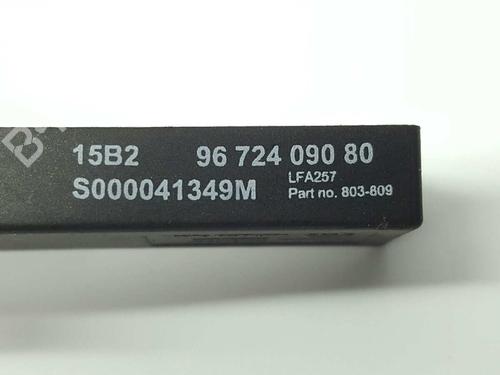 15B2 96 724 090 80
S000041349M LFA257
Part no. 803-809